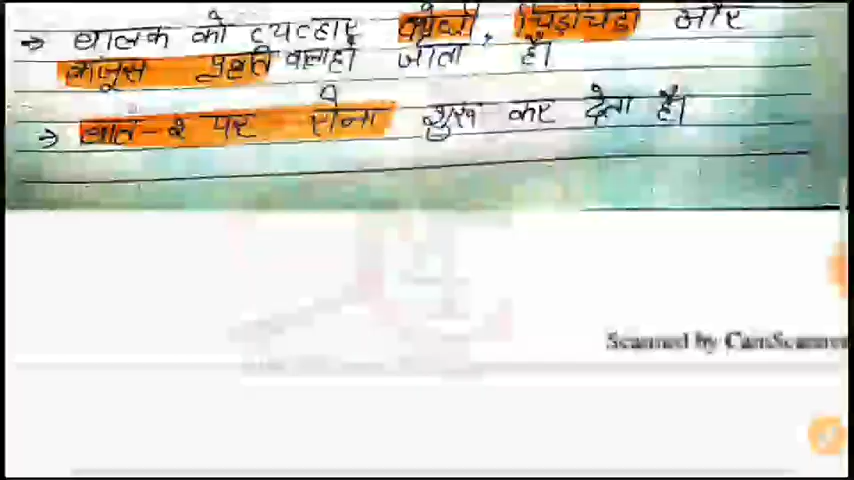 ⇒ बालक को व्यवहार क्रोधी, चिड़चिड़ा और
कंजूस प्रवृति वाला हो जाता है।
⇒ बात-२ पर रोना शुरू कर देता है।
Scanned by CamScanner